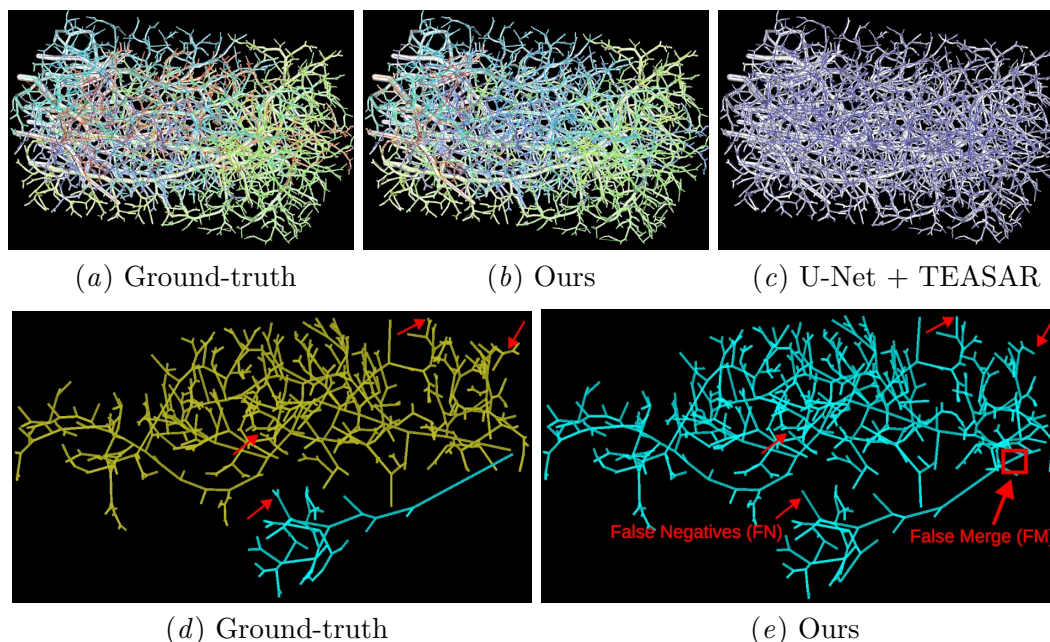 (a) Ground-truth
(b) Ours
(c) U-Net + TEASAR
False Negatives (FN)
False Merge (FM)
(d) Ground-truth
(e) Ours